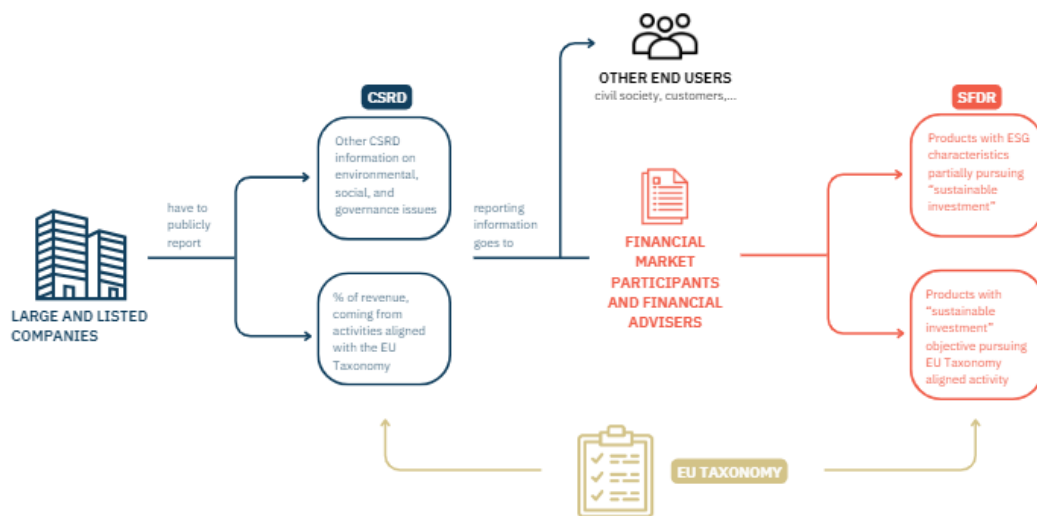 LARGE AND LISTED
COMPANIES
have to
publicly
report
CSRD
Other CSRD
information on
environmental,
social, and
governance issues
% of revenue,
coming from
activities aligned
with the EU
Taxonomy
reporting
information
goes to
OTHER END USERS
civil society, customers,...
FINANCIAL
MARKET
PARTICIPANTS
AND FINANCIAL
ADVISERS
SFDR
Products with ESG
characteristics
partially pursuing
“sustainable
investment”
Products with
“sustainable
investment”
objective pursuing
EU Taxonomy
aligned activity
EU TAXONOMY